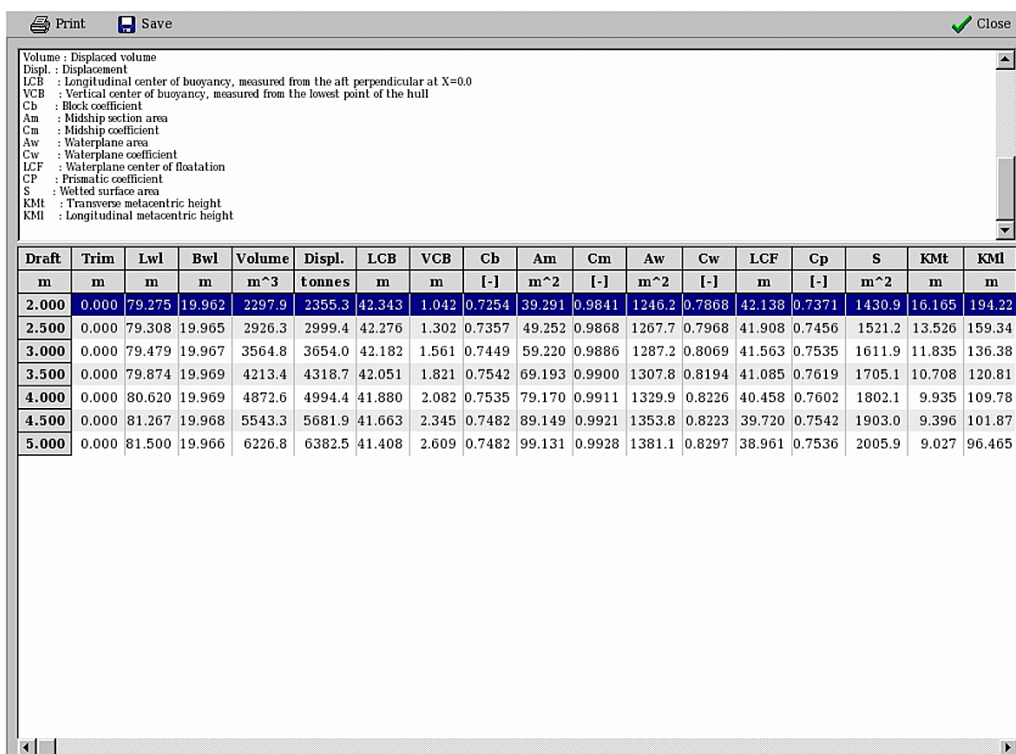 Print Save Close
Volume : Displaced volume
Displ. : Displacement
LCB : Longitudinal center of buoyancy, measured from the aft perpendicular at X=0.0
VCB : Vertical center of buoyancy, measured from the lowest point of the hull
Cb : Block coefficient
Am : Midship section area
Cm : Midship coefficient
Aw : Waterplane area
Cw : Waterplane coefficient
LCF : Waterplane center of floatation
CP : Prismatic coefficient
S : Wetted surface area
KMt : Transverse metacentric height
KMl : Longitudinal metacentric height
Draft Trim Lwl Bwl Volume Displ. LCB VCB Cb Am Cm Aw Cw LCF Cp S KMt KMl
m m m m m^3 tonnes m m [-] m^2 [-] m^2 [-] m [-] m^2 m m
2.000 0.000 79.275 19.962 2297.9 2355.3 42.343 1.042 0.7254 39.291 0.9841 1246.2 0.7868 42.138 0.7371 1430.9 16.165 194.22
2.500 0.000 79.308 19.965 2926.3 2999.4 42.276 1.302 0.7357 49.252 0.9868 1267.7 0.7968 41.908 0.7456 1521.2 13.526 159.34
3.000 0.000 79.479 19.967 3564.8 3654.0 42.182 1.561 0.7449 59.220 0.9886 1287.2 0.8069 41.563 0.7535 1611.9 11.835 136.38
3.500 0.000 79.874 19.969 4213.4 4318.7 42.051 1.821 0.7542 69.193 0.9900 1307.8 0.8194 41.085 0.7619 1705.1 10.708 120.81
4.000 0.000 80.620 19.969 4872.6 4994.4 41.880 2.082 0.7535 79.170 0.9911 1329.9 0.8226 40.458 0.7602 1802.1 9.935 109.78
4.500 0.000 81.267 19.968 5543.3 5681.9 41.663 2.345 0.7482 89.149 0.9921 1353.8 0.8223 39.720 0.7542 1903.0 9.396 101.87
5.000 0.000 81.500 19.966 6226.8 6382.5 41.408 2.609 0.7482 99.131 0.9928 1381.1 0.8297 38.961 0.7536 2005.9 9.027 96.465